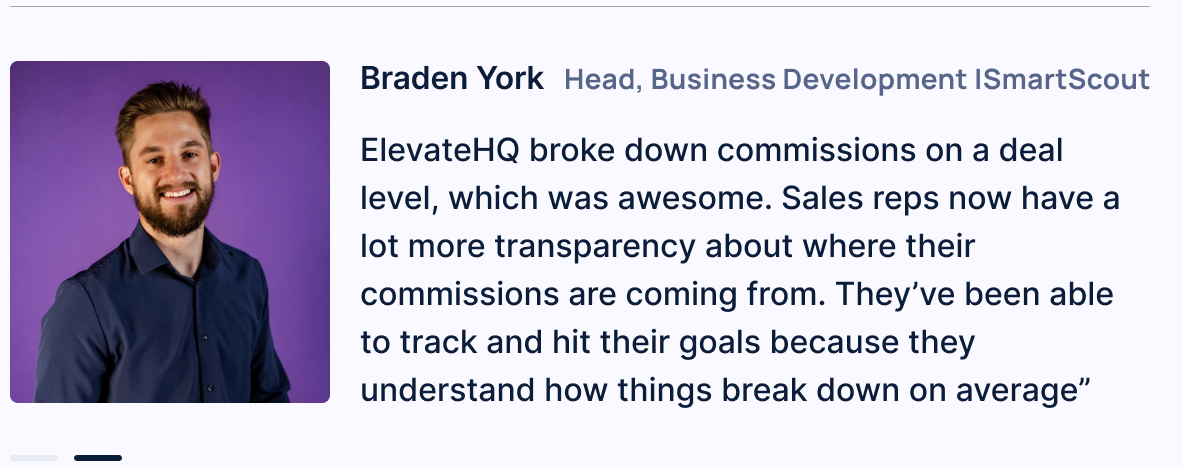 Braden York Head, Business Development ISmartScout
ElevateHQ broke down commissions on a deal
level, which was awesome. Sales reps now have a
lot more transparency about where their
commissions are coming from. They’ve been able
to track and hit their goals because they
understand how things break down on average”